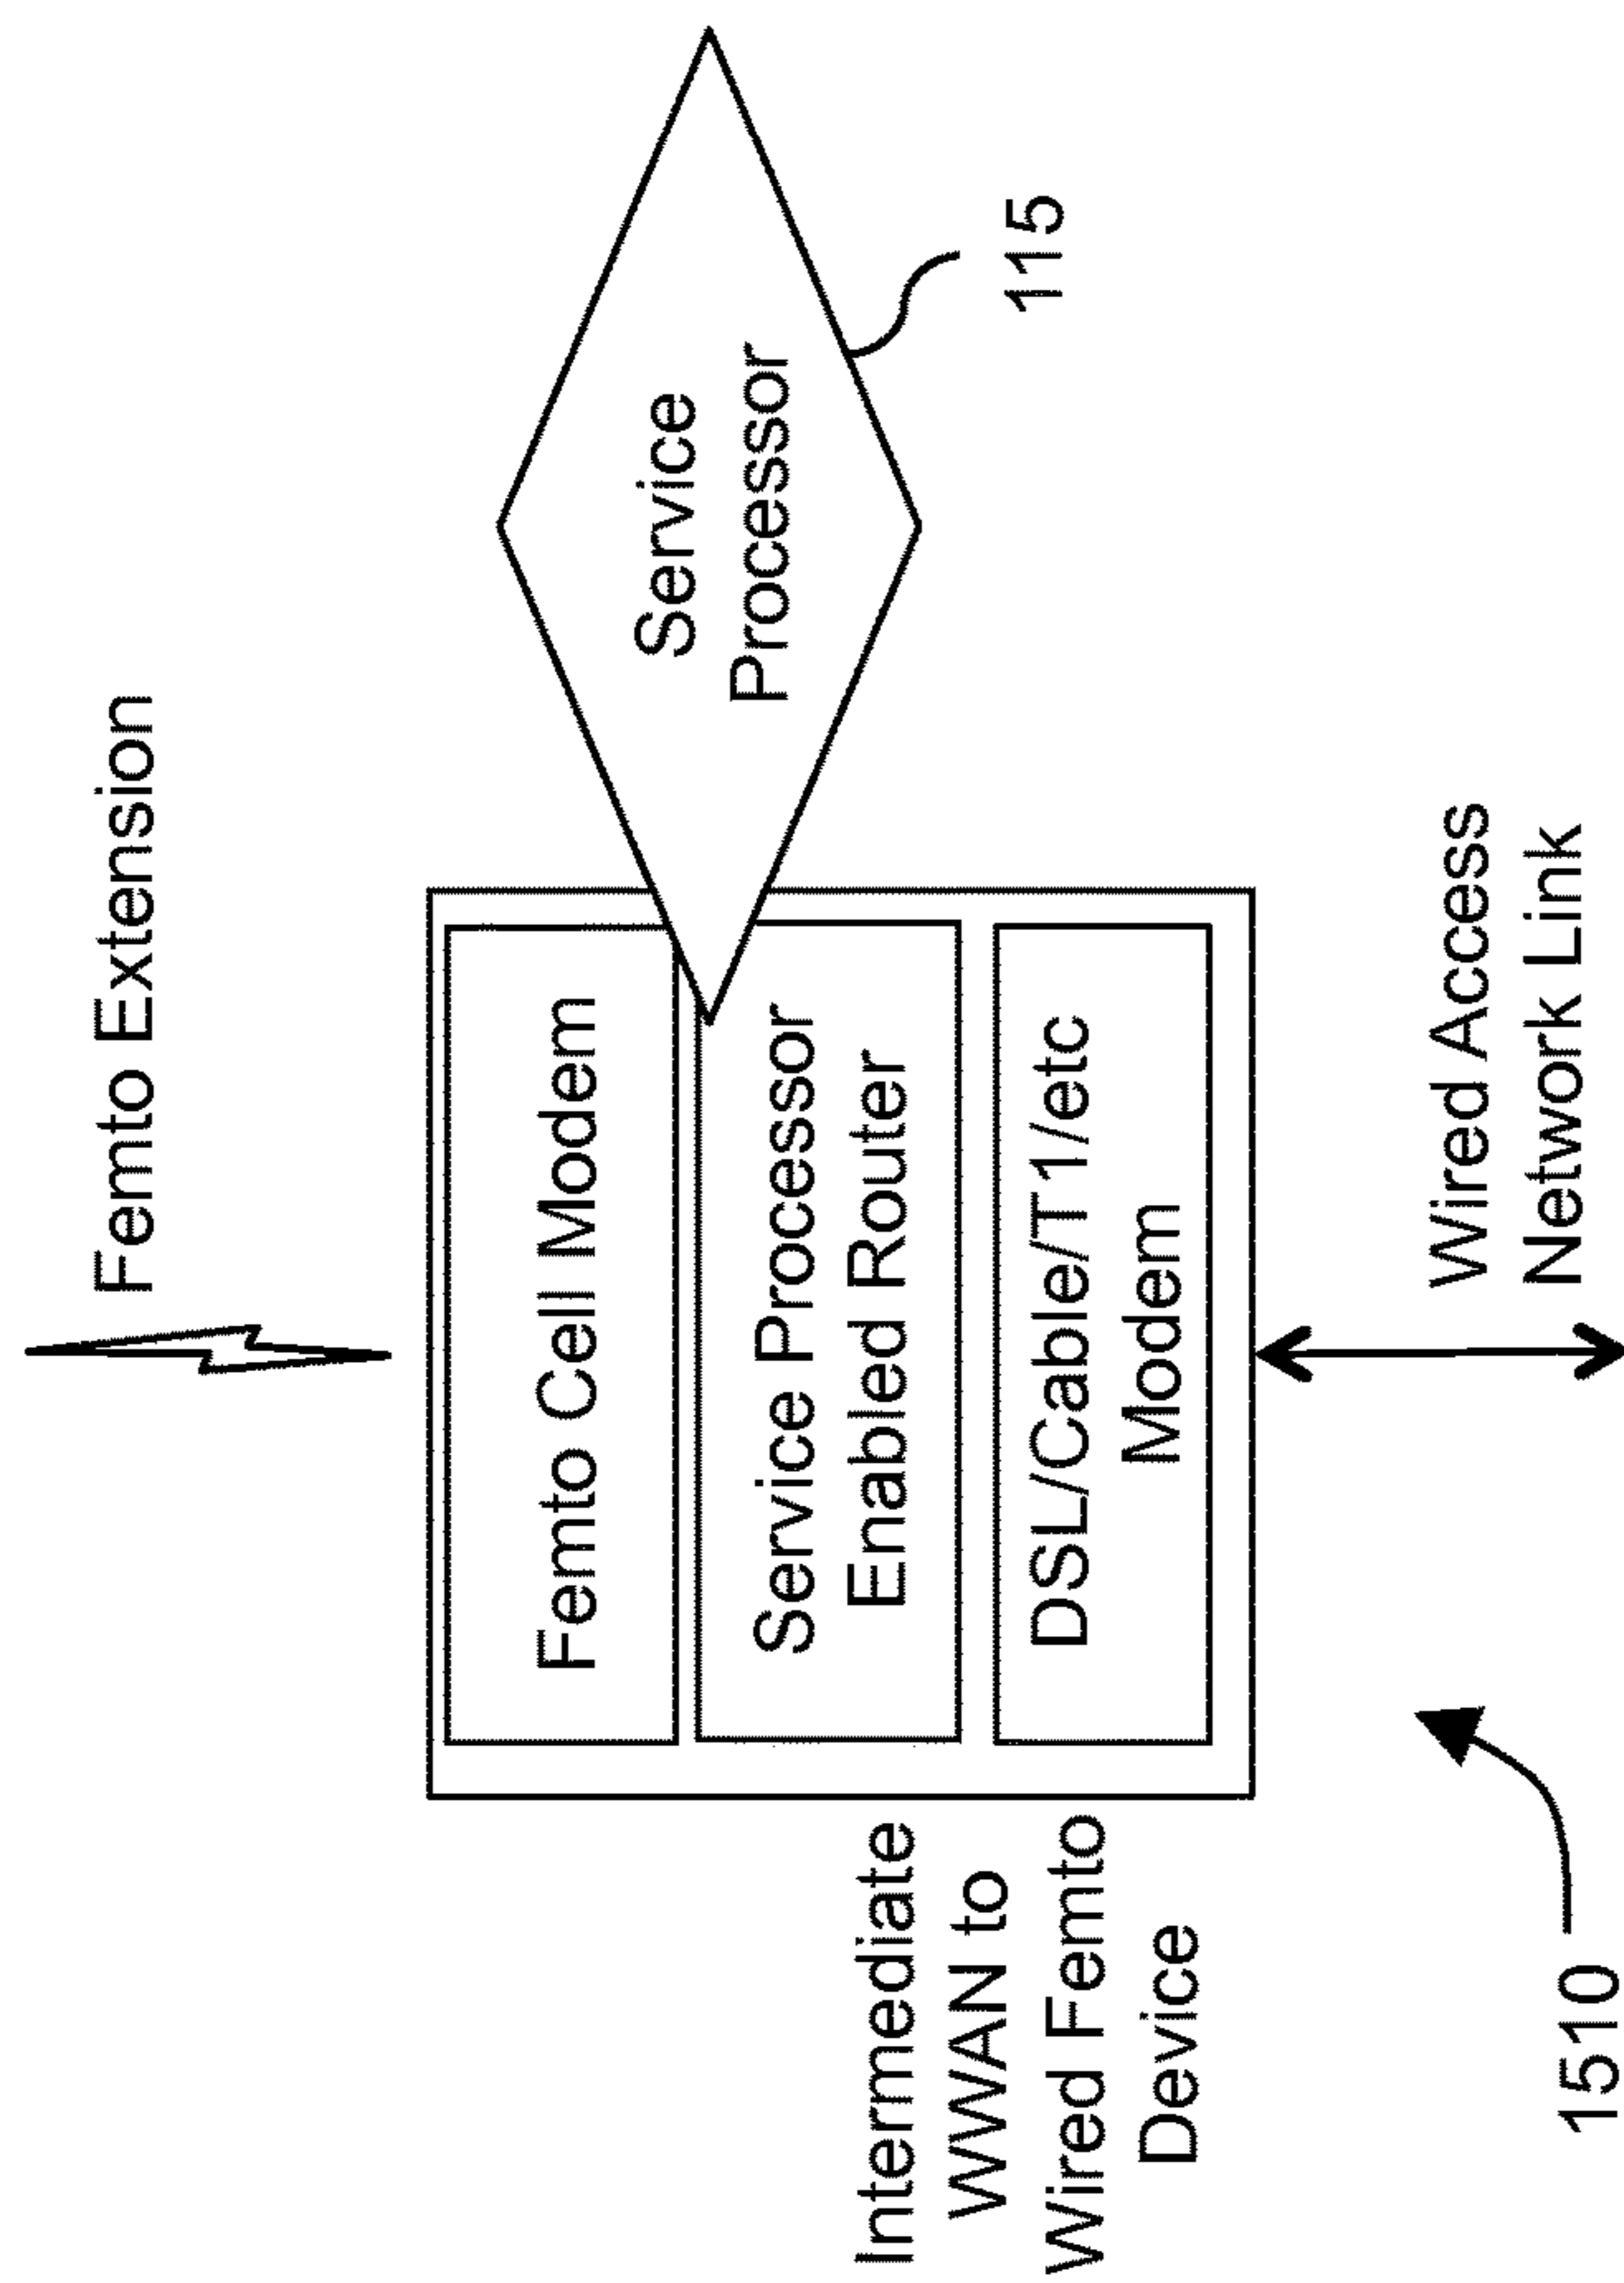 Femto Extension
Femto Cell Modem
Service
Processor
115
Service Processor
Enabled Router
Intermediate
WWAN to
Wired Femto
Device
DSL/Cable/T1/etc
Modem
Wired Access
Network Link
1510